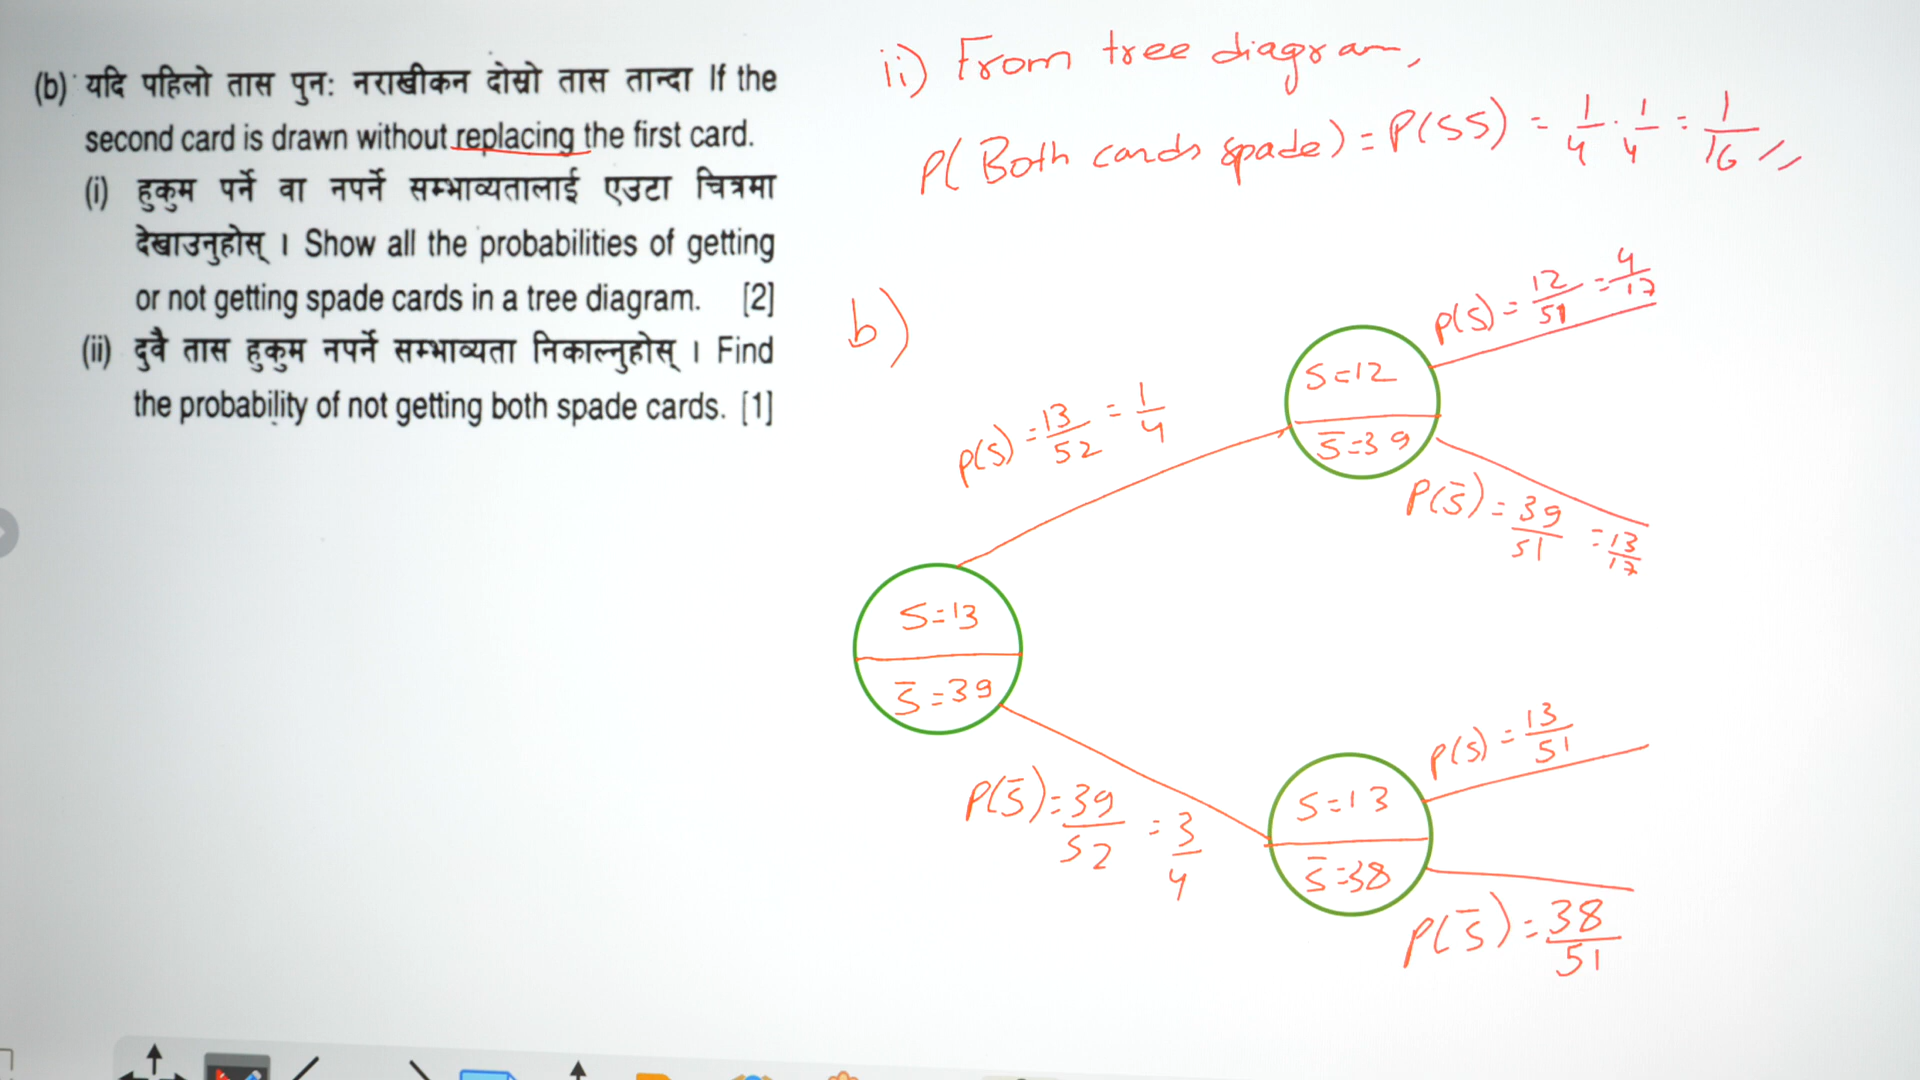 (b) यदि पहिलो तास पुनः नराखीकन दोस्रो तास तान्दा If the
second card is drawn without replacing the first card.
(i) हुकुम पर्ने वा नपर्ने सम्भाव्यतालाई एउटा चित्रमा
देखाउनुहोस् । Show all the probabilities of getting
or not getting spade cards in a tree diagram. [2]
(ii) दुवै तास हुकुम नपर्ने सम्भाव्यता निकाल्नुहोस् । Find
the probability of not getting both spade cards. [1]
ii) From tree diagram,
P( Both cards spade) = P(SS) = 1/4 . 1/4 = 1/16 //
b)
P(S) = 12/51 = 4/17
S=12
S̄=39
P(S) = 13/52 = 1/4
P(S̄) = 39/51 = 13/17
S=13
S̄=39
P(S) = 13/51
P(S̄) = 39/52 = 3/4
S=13
S̄=38
P(S̄) = 38/51